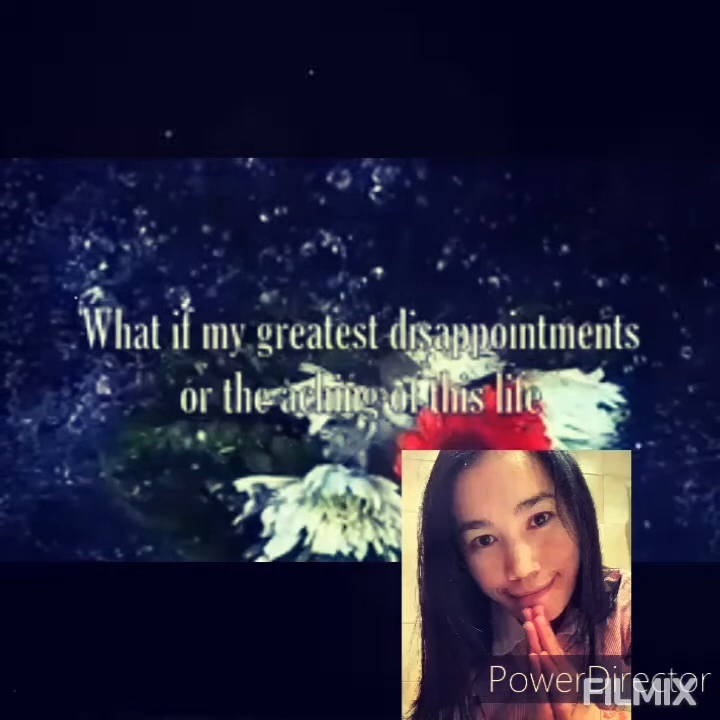 What if my greatest disappointments
or the aching of this life
PowerDirector
FILMIX